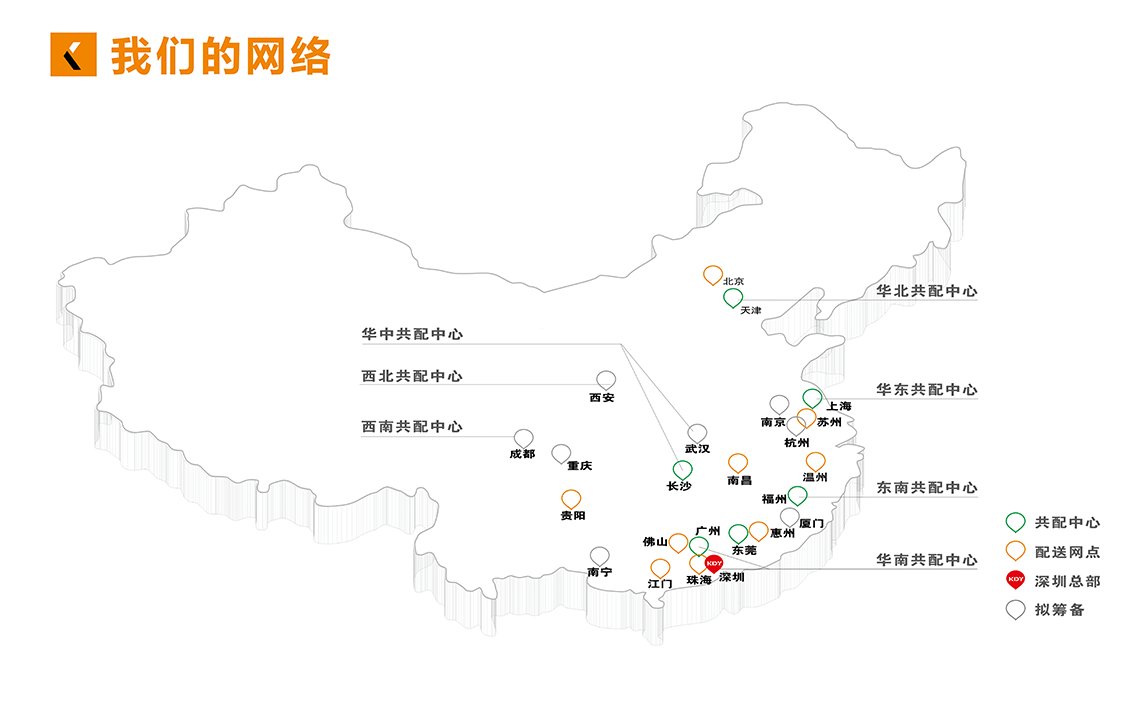 我们的网络
北京
天津
华北共配中心
华中共配中心
西北共配中心
西安
华东共配中心
上海
南京
苏州
杭州
西南共配中心
成都
重庆
武汉
长沙
南昌
温州
贵阳
福州
东南共配中心
厦门
惠州
东莞
广州
佛山
华南共配中心
南宁
江门
珠海
KDY
深圳
共配中心
配送网点
KDY
深圳总部
拟筹备